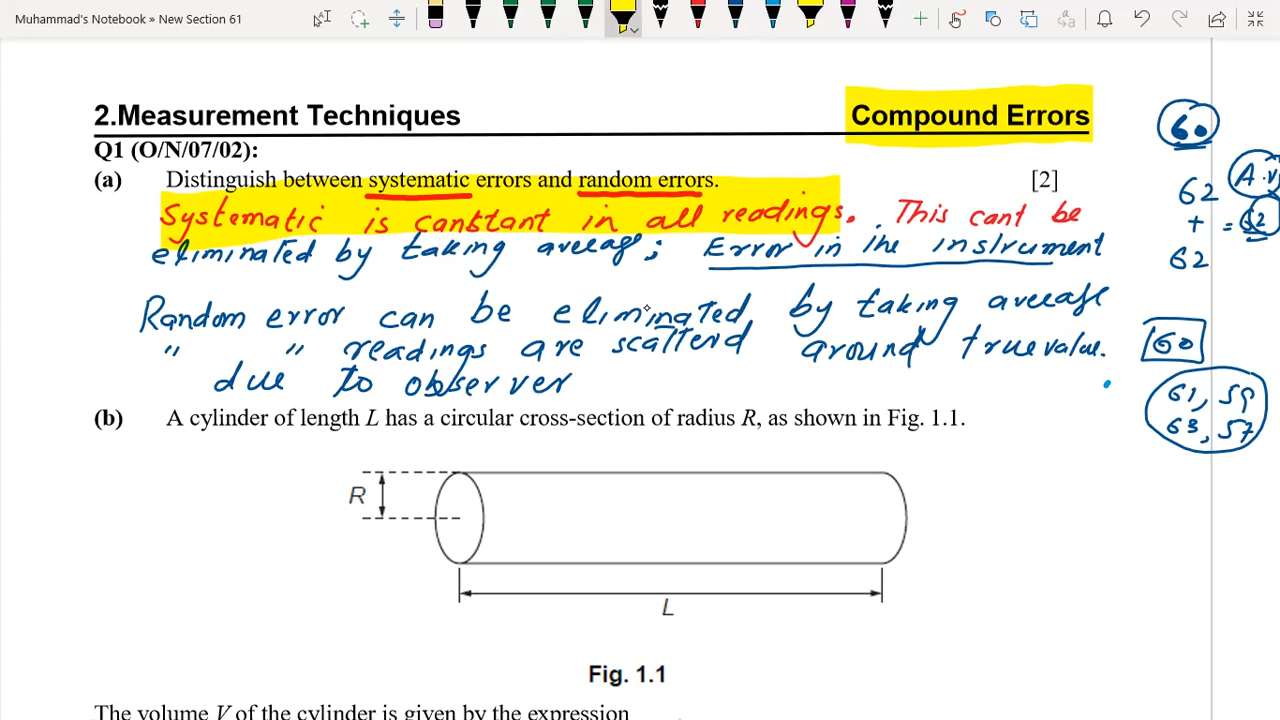 Muhammad's Notebook » New Section 61
2.Measurement Techniques
Compound Errors
Q1 (O/N/07/02):
(a) Distinguish between systematic errors and random errors. [2]
Systematic is constant in all readings. This cant be
eliminated by taking average; Error in the instrument
Random error can be eliminated by taking average
" " readings are scatterd around true value.
due to observer
60
62
+ = 62
62
60
61, 59
63, 57
(b) A cylinder of length L has a circular cross-section of radius R, as shown in Fig. 1.1.
R
L
Fig. 1.1
The volume V of the cylinder is given by the expression